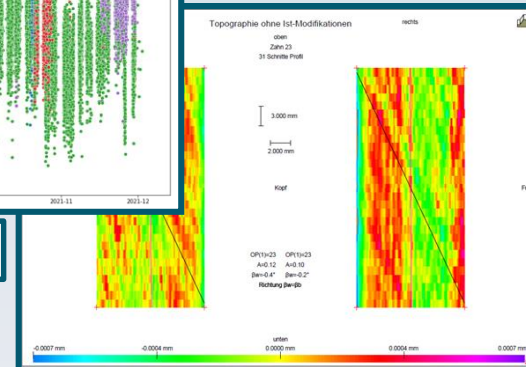 2021-11
2021-12
Topographie ohne Ist-Modifikationen
rechts
oben
Zahn 23
31 Schritte Profil
3.000 mm
2.000 mm
Kopf
OP(1)=23 OP(1)=23
A=0.12 A=0.10
βw=-0.4° βw=-0.2°
Richtung βw=βb
unten
-0.0007 mm
-0.0004 mm
0.0000 mm
0.0004 mm
0.0007 mm